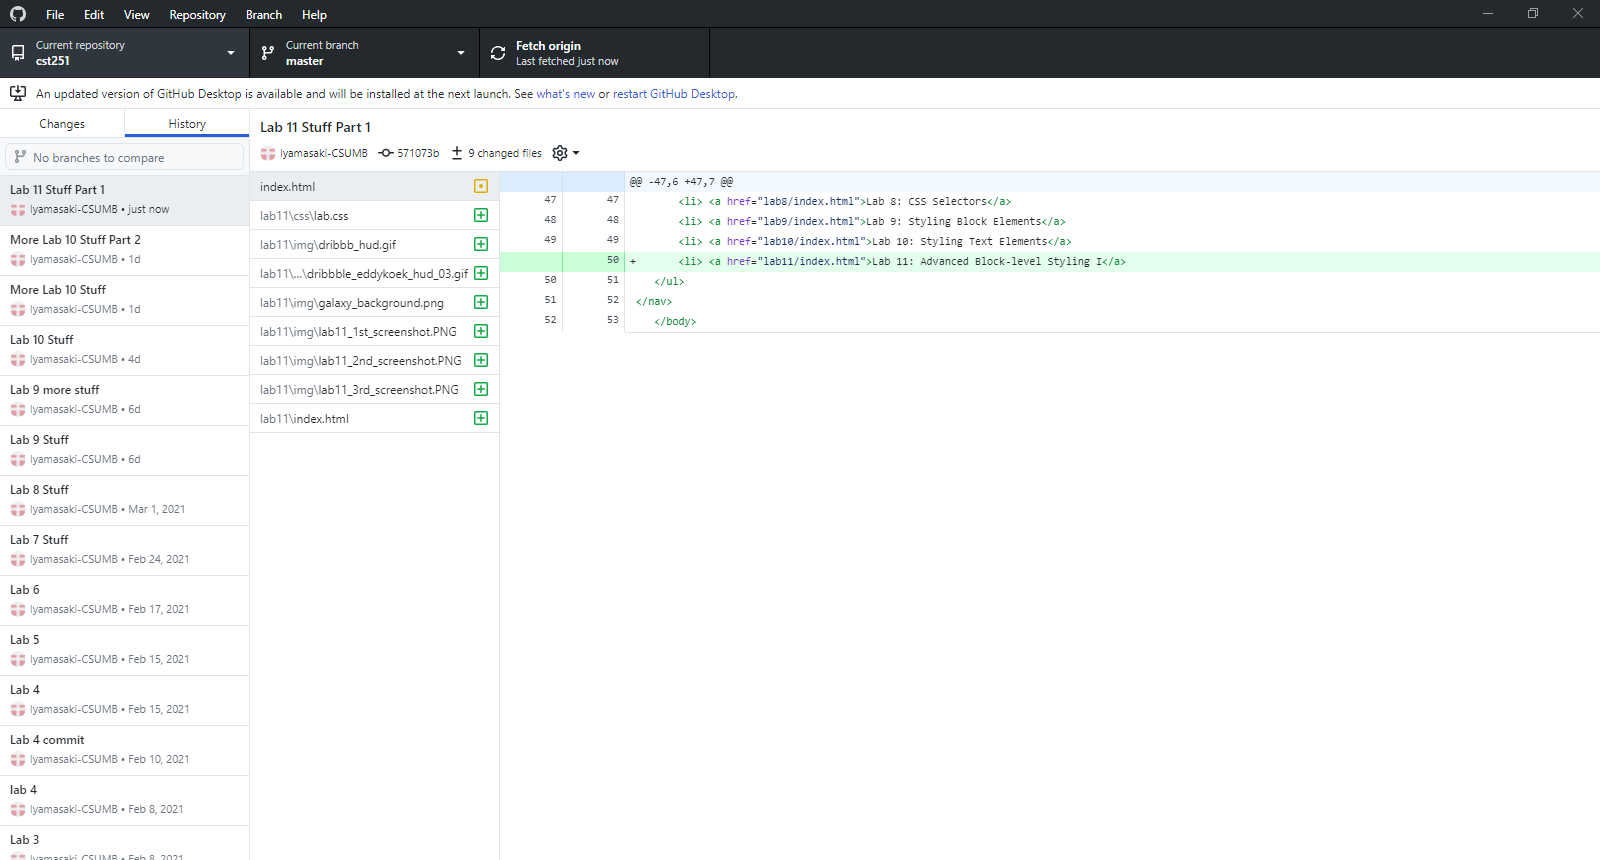 File Edit View Repository Branch Help
Current repository
cst251
Current branch
master
Fetch origin
Last fetched just now
An updated version of GitHub Desktop is available and will be installed at the next launch. See what's new or restart GitHub Desktop.
Changes
History
No branches to compare
Lab 11 Stuff Part 1
lyamasaki-CSUMB • just now
More Lab 10 Stuff Part 2
lyamasaki-CSUMB • 1d
More Lab 10 Stuff
lyamasaki-CSUMB • 1d
Lab 10 Stuff
lyamasaki-CSUMB • 4d
Lab 9 more stuff
lyamasaki-CSUMB • 6d
Lab 9 Stuff
lyamasaki-CSUMB • 6d
Lab 8 Stuff
lyamasaki-CSUMB • Mar 1, 2021
Lab 7 Stuff
lyamasaki-CSUMB • Feb 24, 2021
Lab 6
lyamasaki-CSUMB • Feb 17, 2021
Lab 5
lyamasaki-CSUMB • Feb 15, 2021
Lab 4
lyamasaki-CSUMB • Feb 15, 2021
Lab 4 commit
lyamasaki-CSUMB • Feb 10, 2021
lab 4
lyamasaki-CSUMB • Feb 8, 2021
Lab 3
lyamasaki-CSUMB • Feb 8, 2021
Lab 11 Stuff Part 1
lyamasaki-CSUMB 571073b 9 changed files
index.html
lab11\css\lab.css
lab11\img\dribbb_hud.gif
lab11\...\dribbble_eddykoek_hud_03.gif
lab11\img\galaxy_background.png
lab11\img\lab11_1st_screenshot.PNG
lab11\img\lab11_2nd_screenshot.PNG
lab11\img\lab11_3rd_screenshot.PNG
lab11\index.html
@@ -47,6 +47,7 @@
47 47 <li> <a href="lab8/index.html">Lab 8: CSS Selectors</a>
48 48 <li> <a href="lab9/index.html">Lab 9: Styling Block Elements</a>
49 49 <li> <a href="lab10/index.html">Lab 10: Styling Text Elements</a>
50 + <li> <a href="lab11/index.html">Lab 11: Advanced Block-level Styling I</a>
50 51 </ul>
51 52 </nav>
52 53 </body>